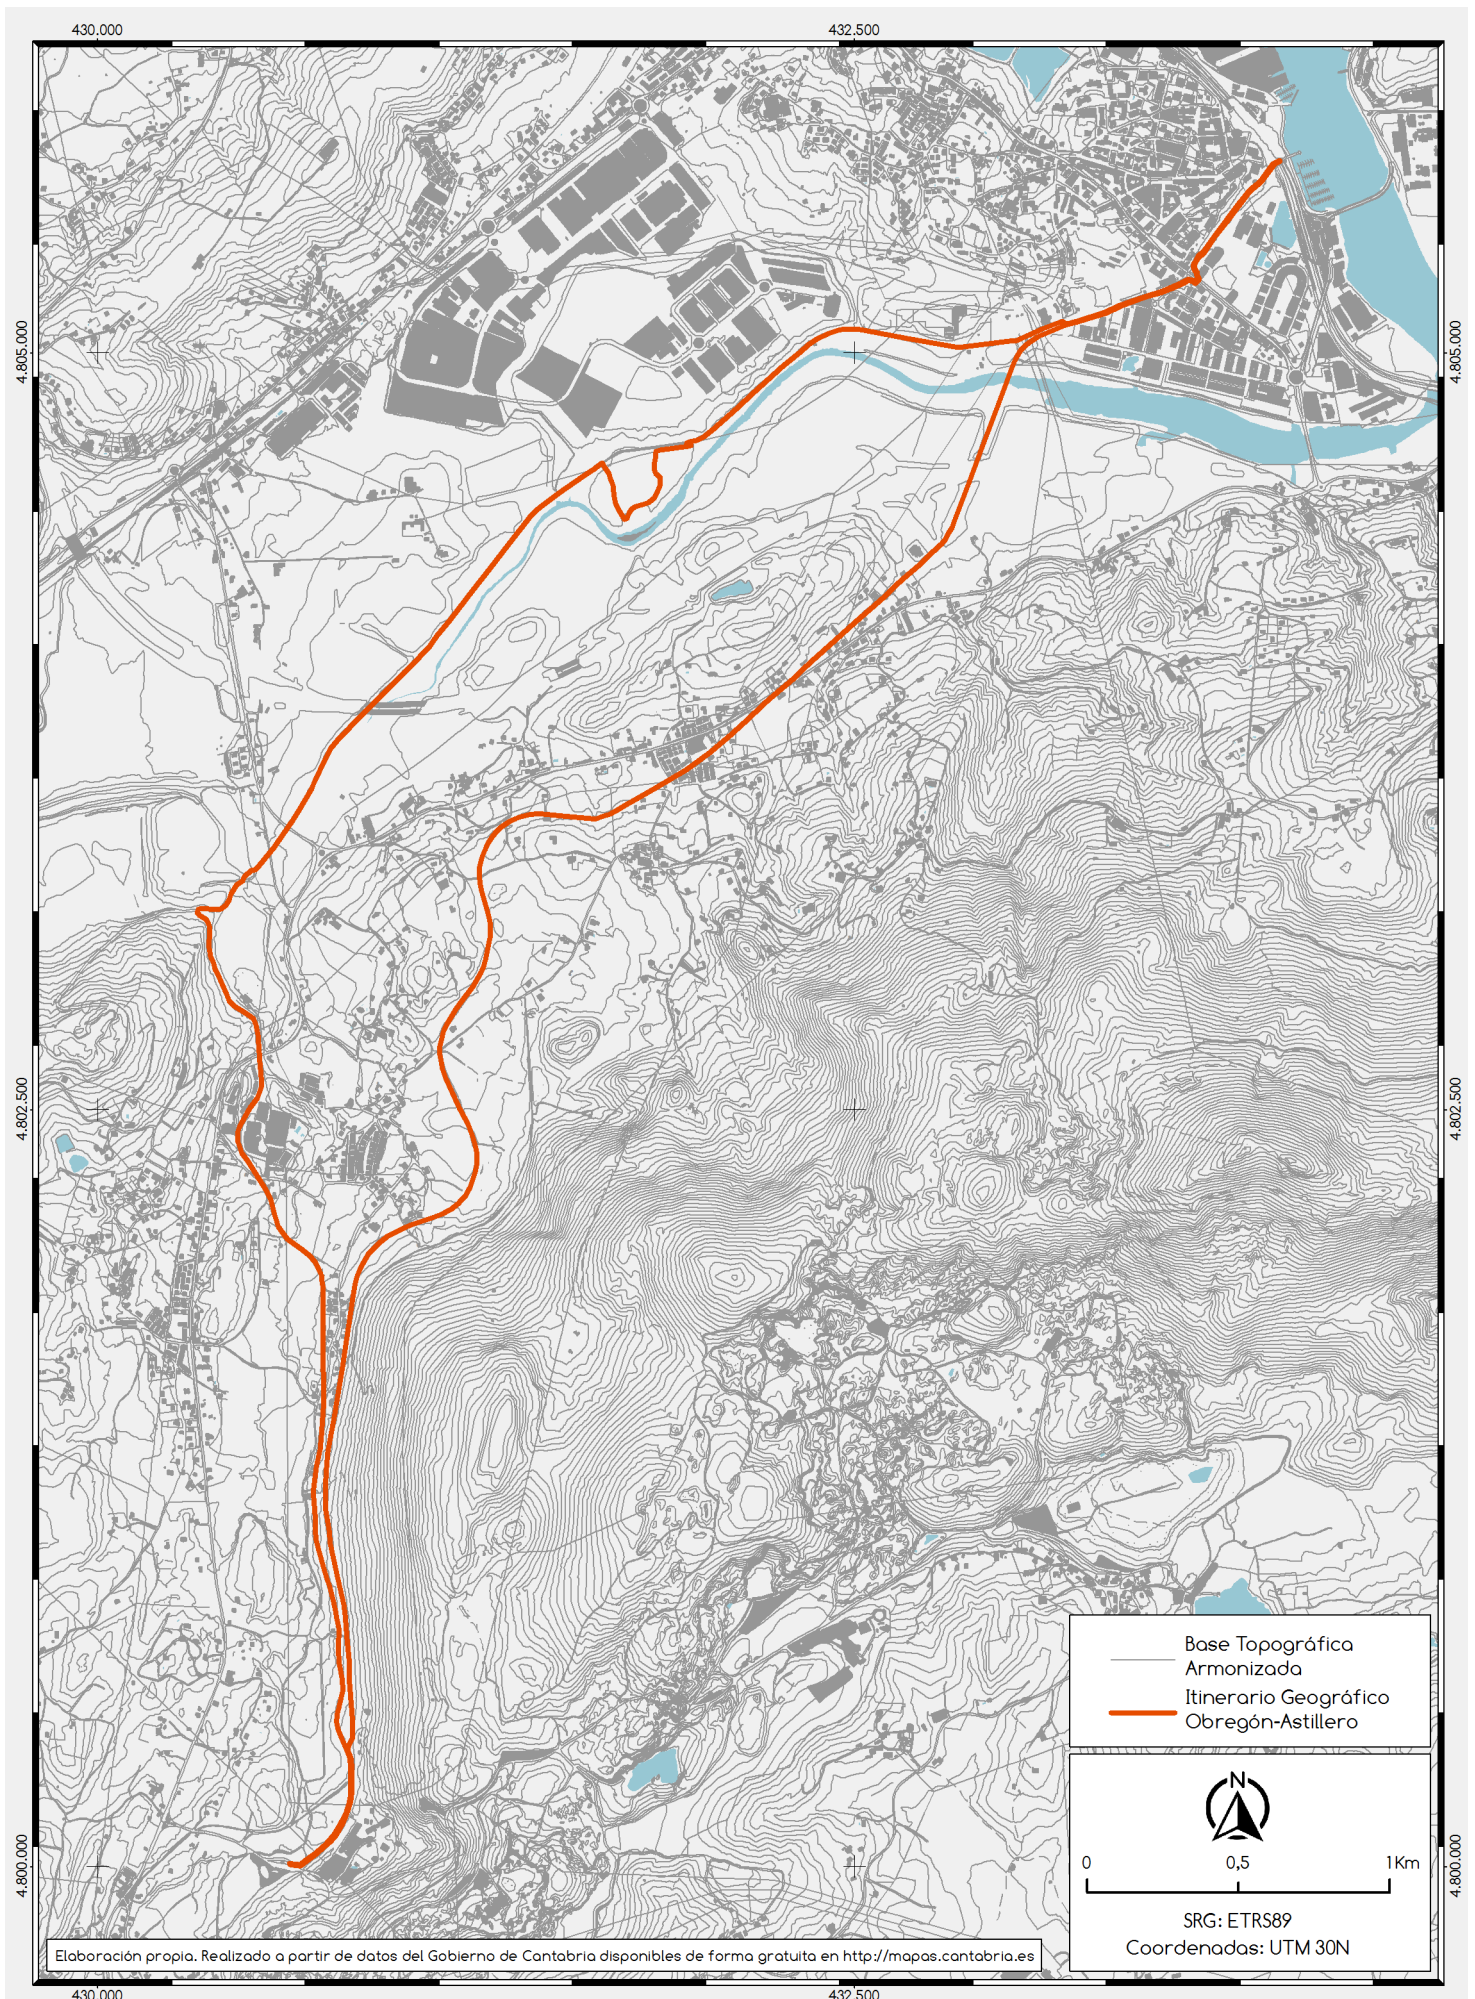 430.000 432.500
4.805.000 4.805.000
4.802.500 4.802.500
Base Topográfica
Armonizada
Itinerario Geográfico
Obregón-Astillero
N
0 0,5 1Km
4.800.000 4.800.000
SRG: ETRS89
Coordenadas: UTM 30N
Elaboración propia. Realizado a partir de datos del Gobierno de Cantabria disponibles de forma gratuita en http://mapas.cantabria.es
430.000 432.500